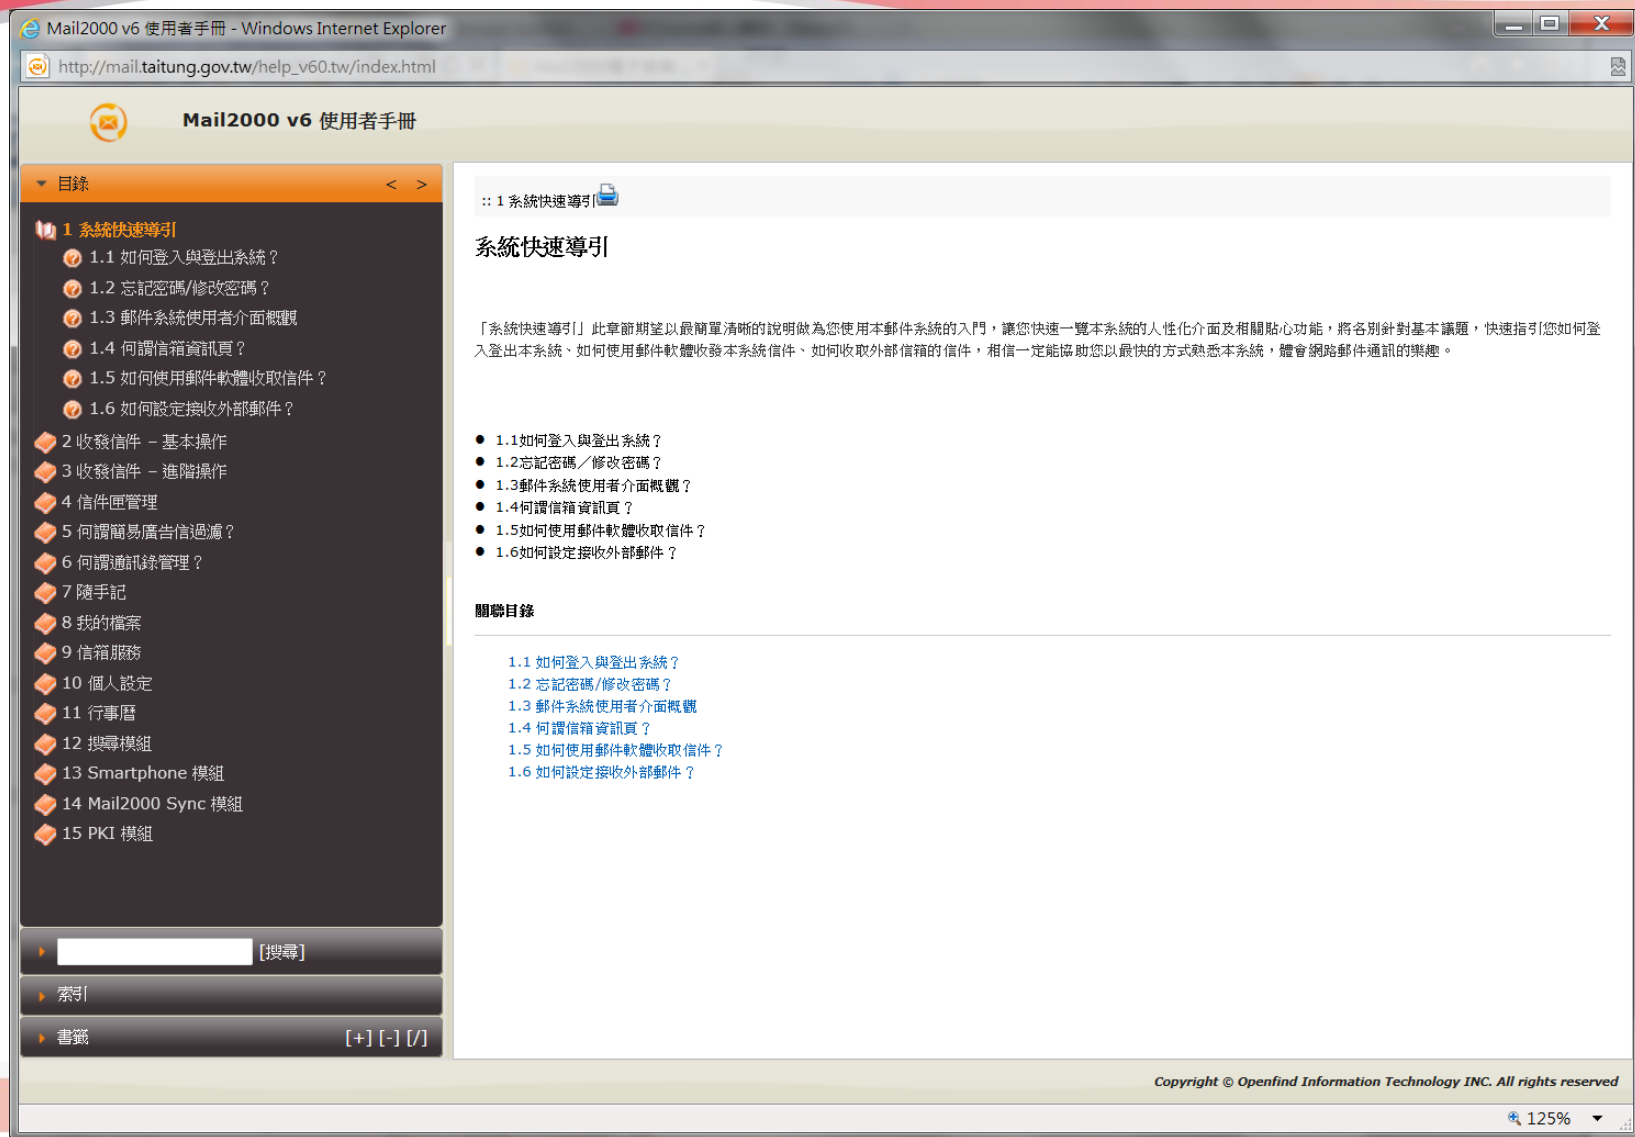 Mail2000 v6 使用者手冊 - Windows Internet Explorer
http://mail.taitung.gov.tw/help_v60.tw/index.html
Mail2000 v6 使用者手冊
目錄 < >
1 系統快速導引
1.1 如何登入與登出系統？
1.2 忘記密碼/修改密碼？
1.3 郵件系統使用者介面概觀
1.4 何謂信箱資訊頁？
1.5 如何使用郵件軟體收取信件？
1.6 如何設定接收外部郵件？
2 收發信件 – 基本操作
3 收發信件 – 進階操作
4 信件匣管理
5 何謂簡易廣告信過濾？
6 何謂通訊錄管理？
7 隨手記
8 我的檔案
9 信箱服務
10 個人設定
11 行事曆
12 搜尋模組
13 Smartphone 模組
14 Mail2000 Sync 模組
15 PKI 模組
[搜尋]
索引
書籤 [+] [-] [/]
:: 1 系統快速導引
系統快速導引
「系統快速導引」此章節期望以最簡單清晰的說明做為您使用本郵件系統的入門，讓您快速一覽本系統的人性化介面及相關貼心功能，將各別針對基本議題，快速指引您如何登
入登出本系統、如何使用郵件軟體收發本系統信件、如何收取外部信箱的信件，相信一定能協助您以最快的方式熟悉本系統，體會網路郵件通訊的樂趣。
● 1.1如何登入與登出系統？
● 1.2忘記密碼／修改密碼？
● 1.3郵件系統使用者介面概觀？
● 1.4何謂信箱資訊頁？
● 1.5如何使用郵件軟體收取信件？
● 1.6如何設定接收外部郵件？
關聯目錄
1.1 如何登入與登出系統？
1.2 忘記密碼/修改密碼？
1.3 郵件系統使用者介面概觀
1.4 何謂信箱資訊頁？
1.5 如何使用郵件軟體收取信件？
1.6 如何設定接收外部郵件？
Copyright © Openfind Information Technology INC. All rights reserved
125%